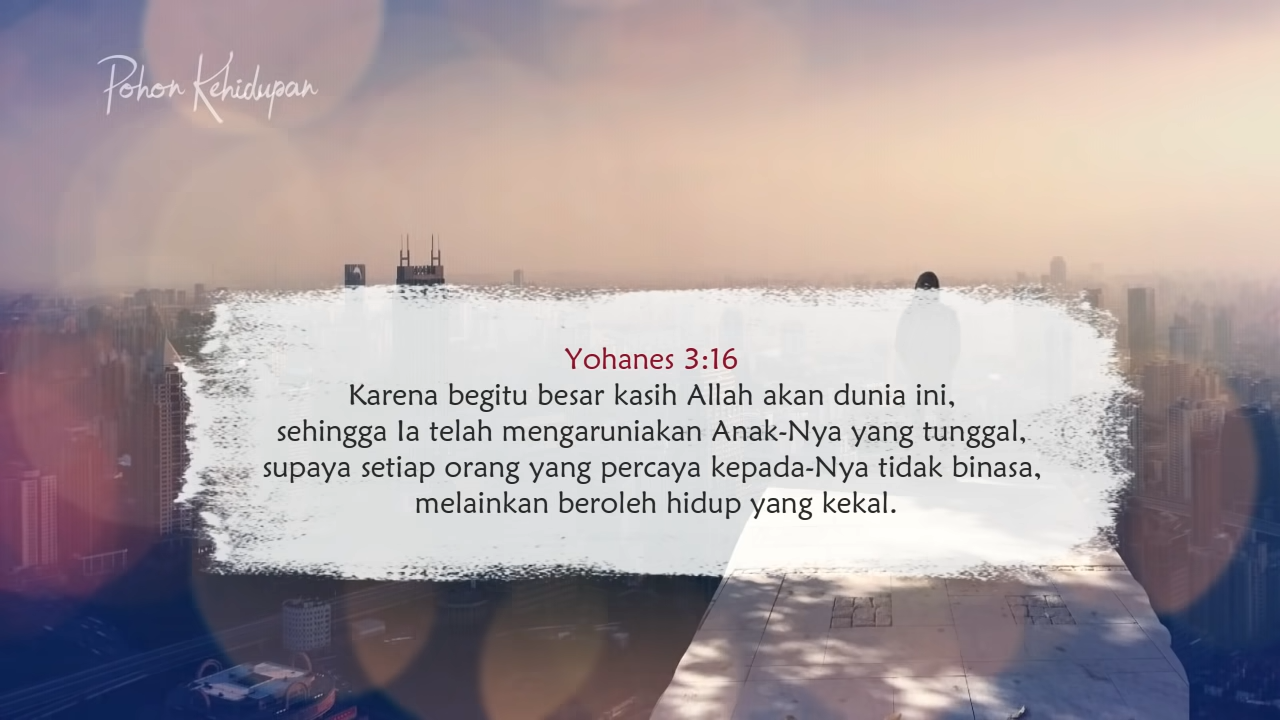 Pohon Kehidupan
Yohanes 3:16
Karena begitu besar kasih Allah akan dunia ini,
sehingga Ia telah mengaruniakan Anak-Nya yang tunggal,
supaya setiap orang yang percaya kepada-Nya tidak binasa,
melainkan beroleh hidup yang kekal.